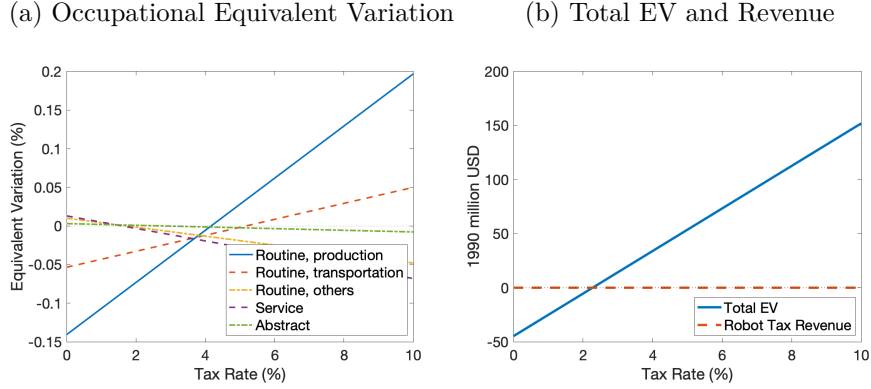 (a) Occupational Equivalent Variation
0.2
0.15
0.1
0.05
0
-0.05
-0.1
-0.15
Equivalent Variation (%)
Routine, production
Routine, transportation
Routine, others
Service
Abstract
0 2 4 6 8 10
Tax Rate (%)
(b) Total EV and Revenue
200
150
100
50
0
-50
1990 million USD
Total EV
Robot Tax Revenue
0 2 4 6 8 10
Tax Rate (%)